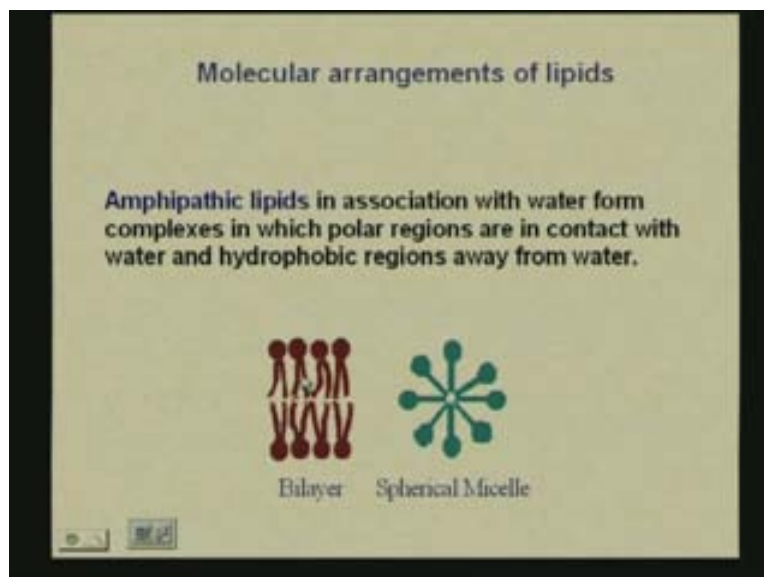 Molecular arrangements of lipids
Amphipathic lipids in association with water form
complexes in which polar regions are in contact with
water and hydrophobic regions away from water.
Bilayer Spherical Micelle